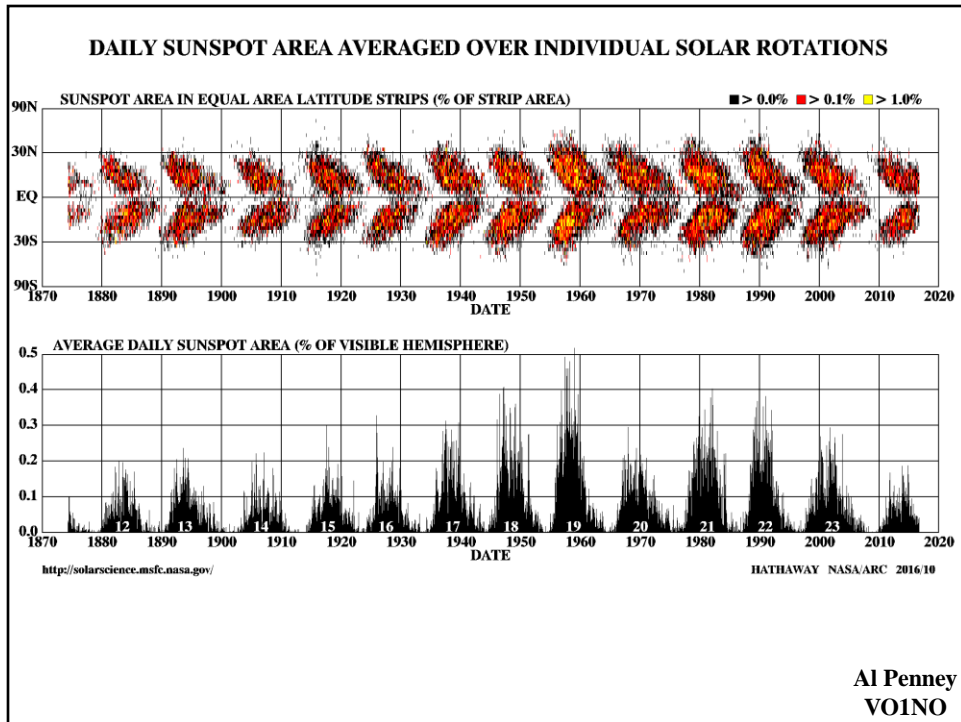 DAILY SUNSPOT AREA AVERAGED OVER INDIVIDUAL SOLAR ROTATIONS
SUNSPOT AREA IN EQUAL AREA LATITUDE STRIPS (% OF STRIP AREA) > 0.0% > 0.1% > 1.0%
90N
30N
EQ
30S
90S
1870 1880 1890 1900 1910 1920 1930 1940 1950 1960 1970 1980 1990 2000 2010 2020
DATE
AVERAGE DAILY SUNSPOT AREA (% OF VISIBLE HEMISPHERE)
0.5
0.4
0.3
0.2
0.1
0.0
12 13 14 15 16 17 18 19 20 21 22 23
1870 1880 1890 1900 1910 1920 1930 1940 1950 1960 1970 1980 1990 2000 2010 2020
DATE
http://solarscience.msfc.nasa.gov/ HATHAWAY NASA/ARC 2016/10
Al Penney
VO1NO